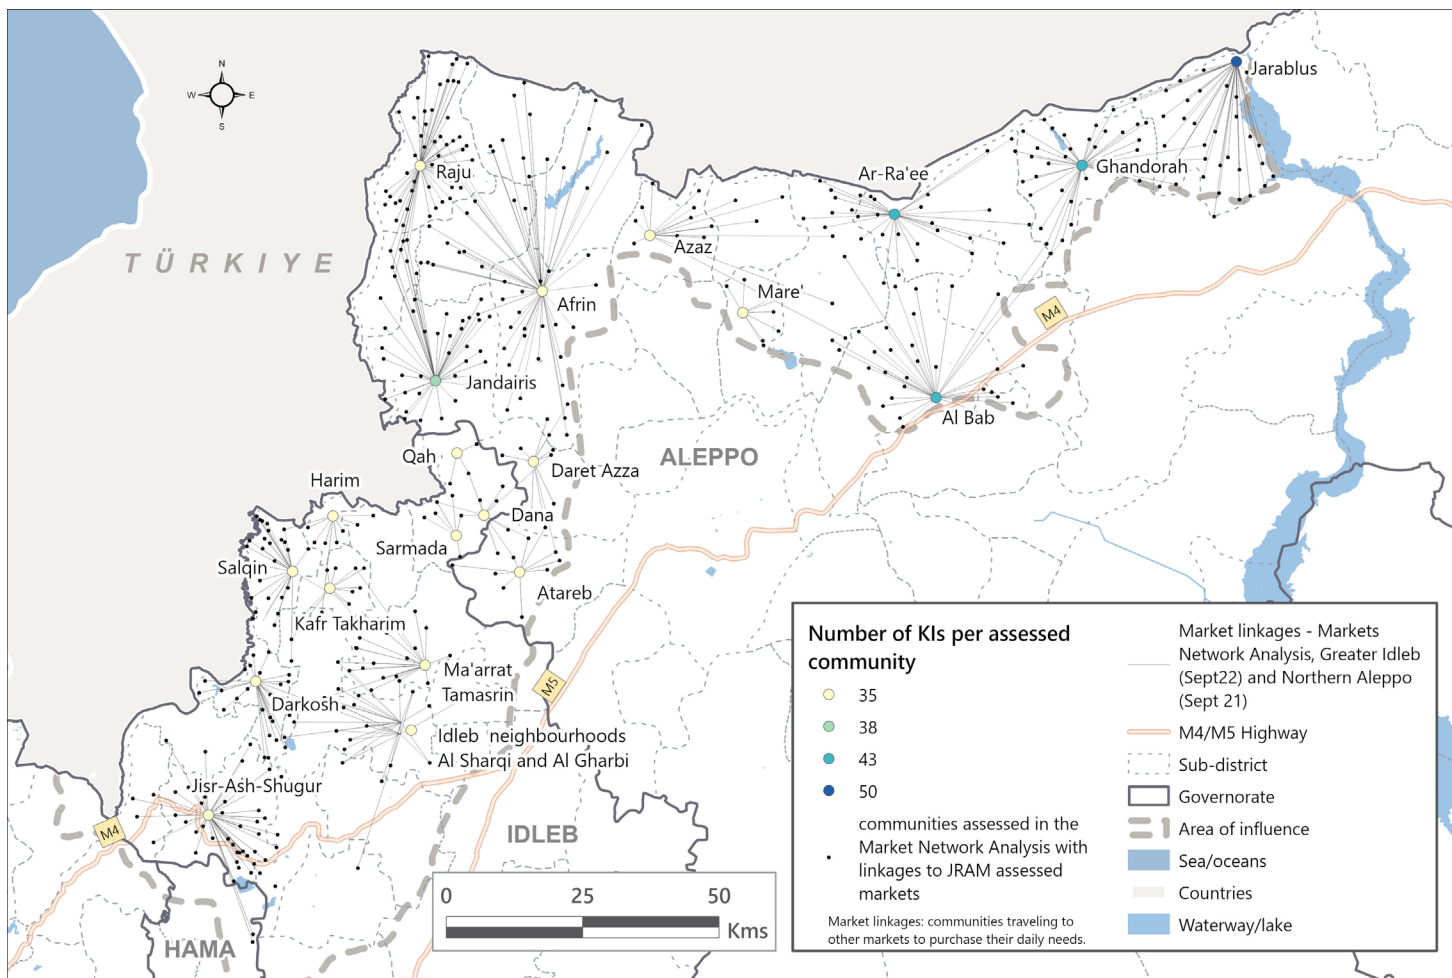 N
W
E
S
TÜRKIYE
Jarablus
Ghandorah
Ar-Ra'ee
Raju
Azaz
Afrin
Mare'
Jandairis
Al Bab
M4
Qah
Daret Azza
ALEPPO
Harim
Dana
Sarmada
Salqin
Atareb
Kafr Takharim
Ma'arrat
Tamasrin
M5
Darkosh
Idleb neighbourhoods
Al Sharqi and Al Gharbi
Jisr-Ash-Shugur
M4
IDLEB
HAMA
0
25
50
Kms
Number of KIs per assessed
community
35
38
43
50
communities assessed in the
Market Network Analysis with
linkages to JRAM assessed
markets
Market linkages: communities traveling to
other markets to purchase their daily needs.
Market linkages - Markets
Network Analysis, Greater Idleb
(Sept22) and Northern Aleppo
(Sept 21)
M4/M5 Highway
Sub-district
Governorate
Area of influence
Sea/oceans
Countries
Waterway/lake